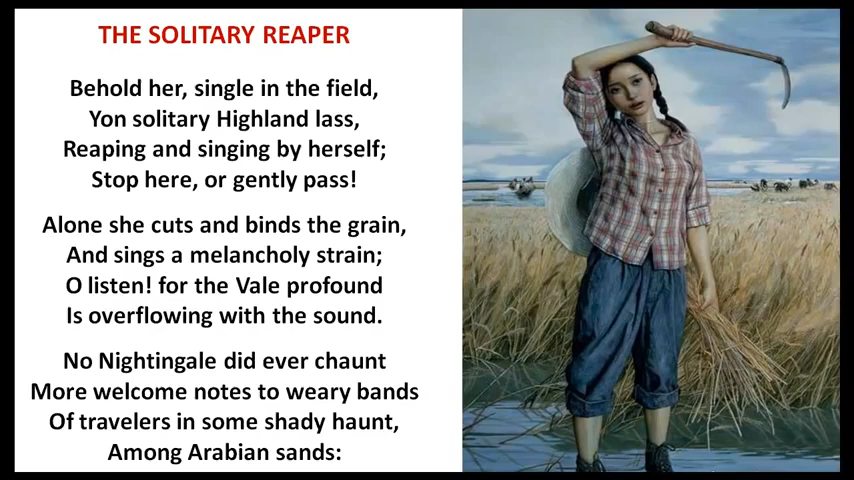 THE SOLITARY REAPER
Behold her, single in the field,
Yon solitary Highland lass,
Reaping and singing by herself;
Stop here, or gently pass!
Alone she cuts and binds the grain,
And sings a melancholy strain;
O listen! for the Vale profound
Is overflowing with the sound.
No Nightingale did ever chaunt
More welcome notes to weary bands
Of travelers in some shady haunt,
Among Arabian sands: